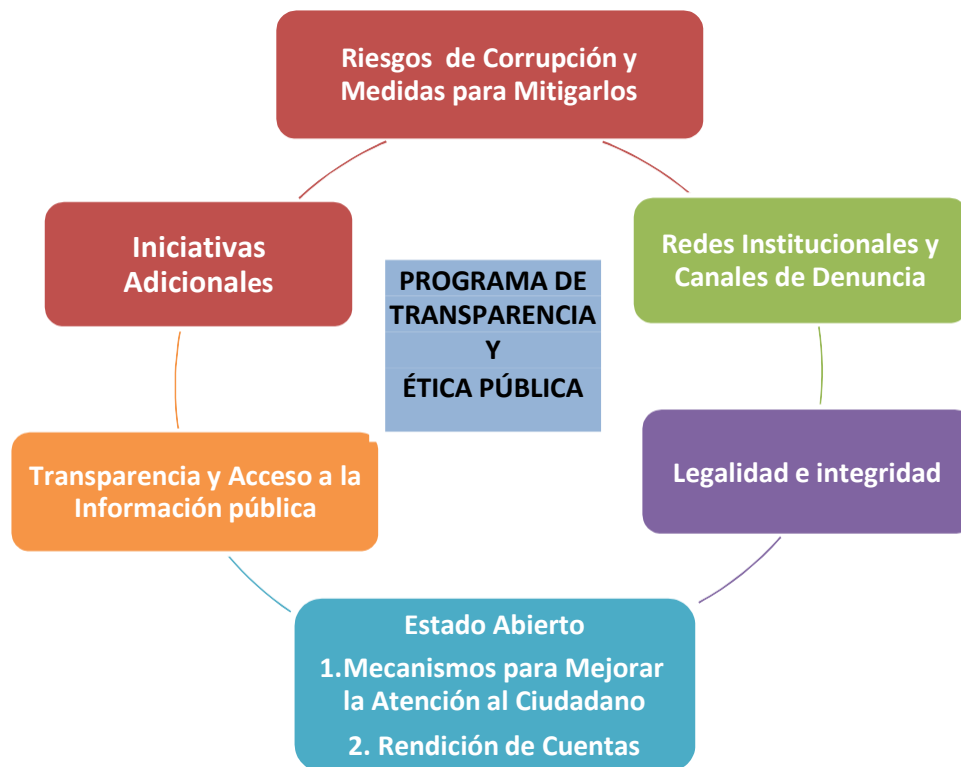 Riesgos de Corrupción y
Medidas para Mitigarlos
Iniciativas
Adicionales
Redes Institucionales y
Canales de Denuncia
PROGRAMA DE
TRANSPARENCIA
Y
ÉTICA PÚBLICA
Transparencia y Acceso a la
Información pública
Legalidad e integridad
Estado Abierto
1.Mecanismos para Mejorar
la Atención al Ciudadano
2. Rendición de Cuentas